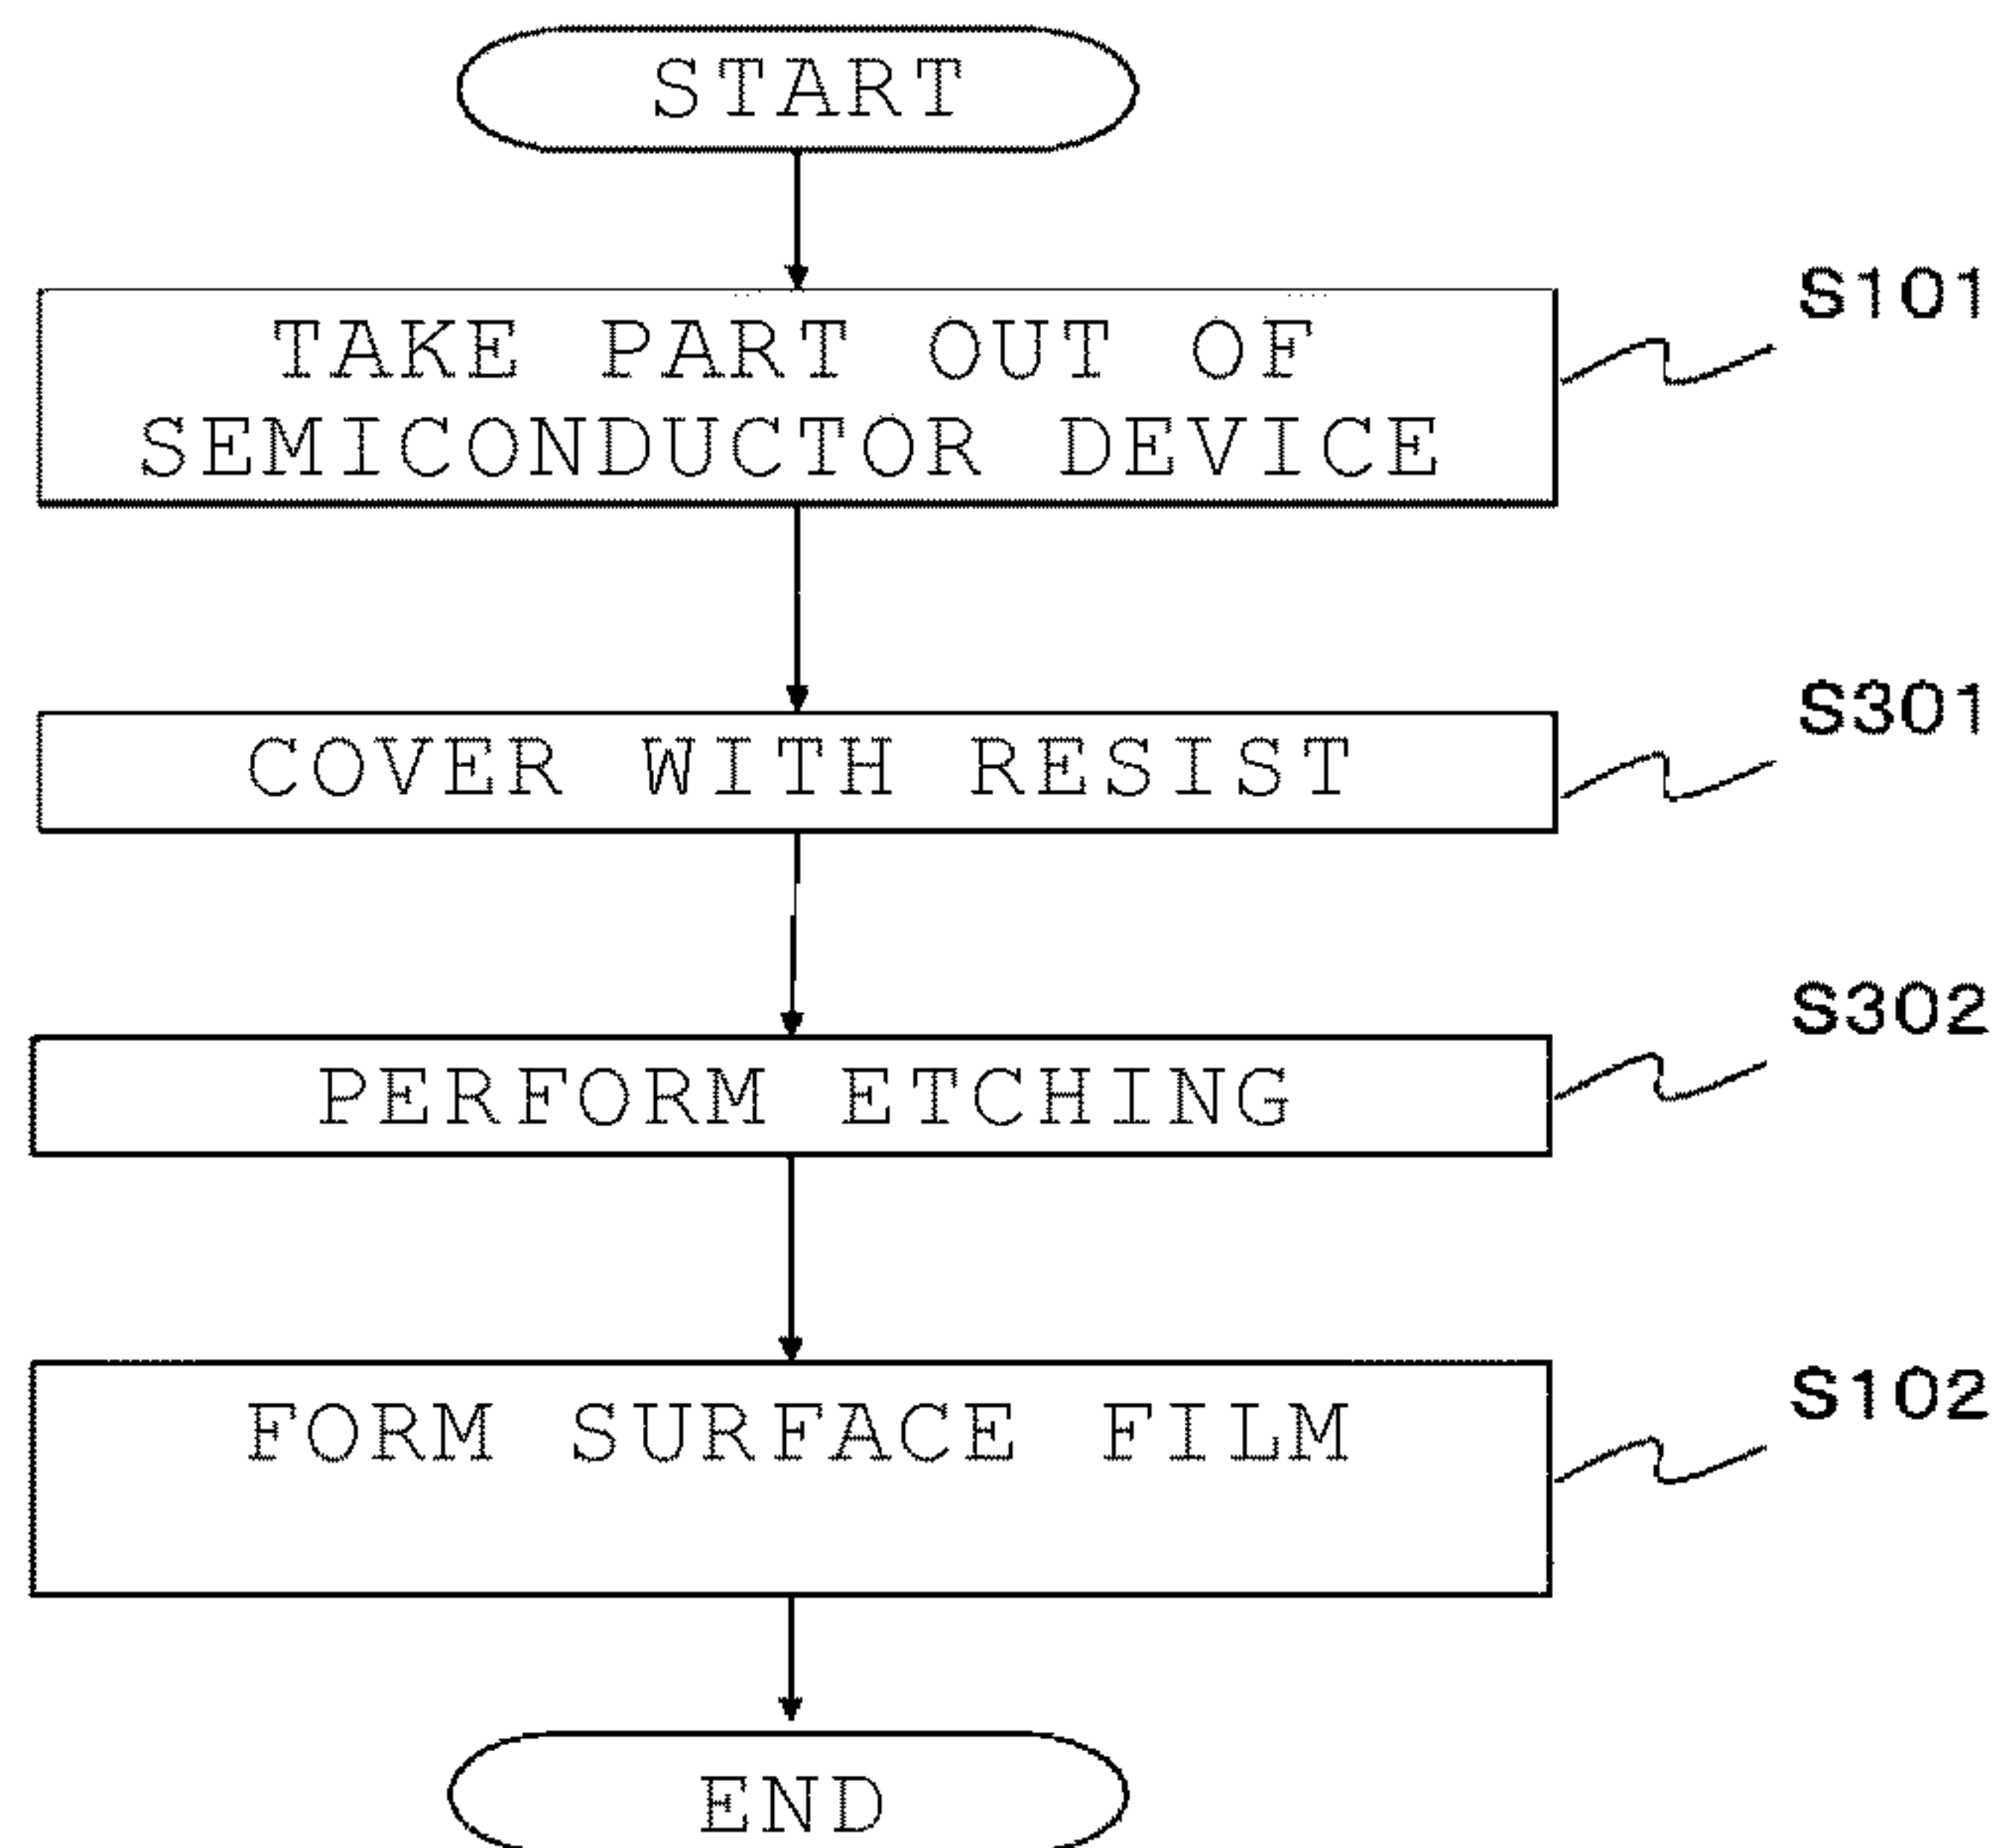 START
S101
TAKE PART OUT OF
SEMICONDUCTOR DEVICE
S301
COVER WITH RESIST
S302
PERFORM ETCHING
S102
FORM SURFACE FILM
END